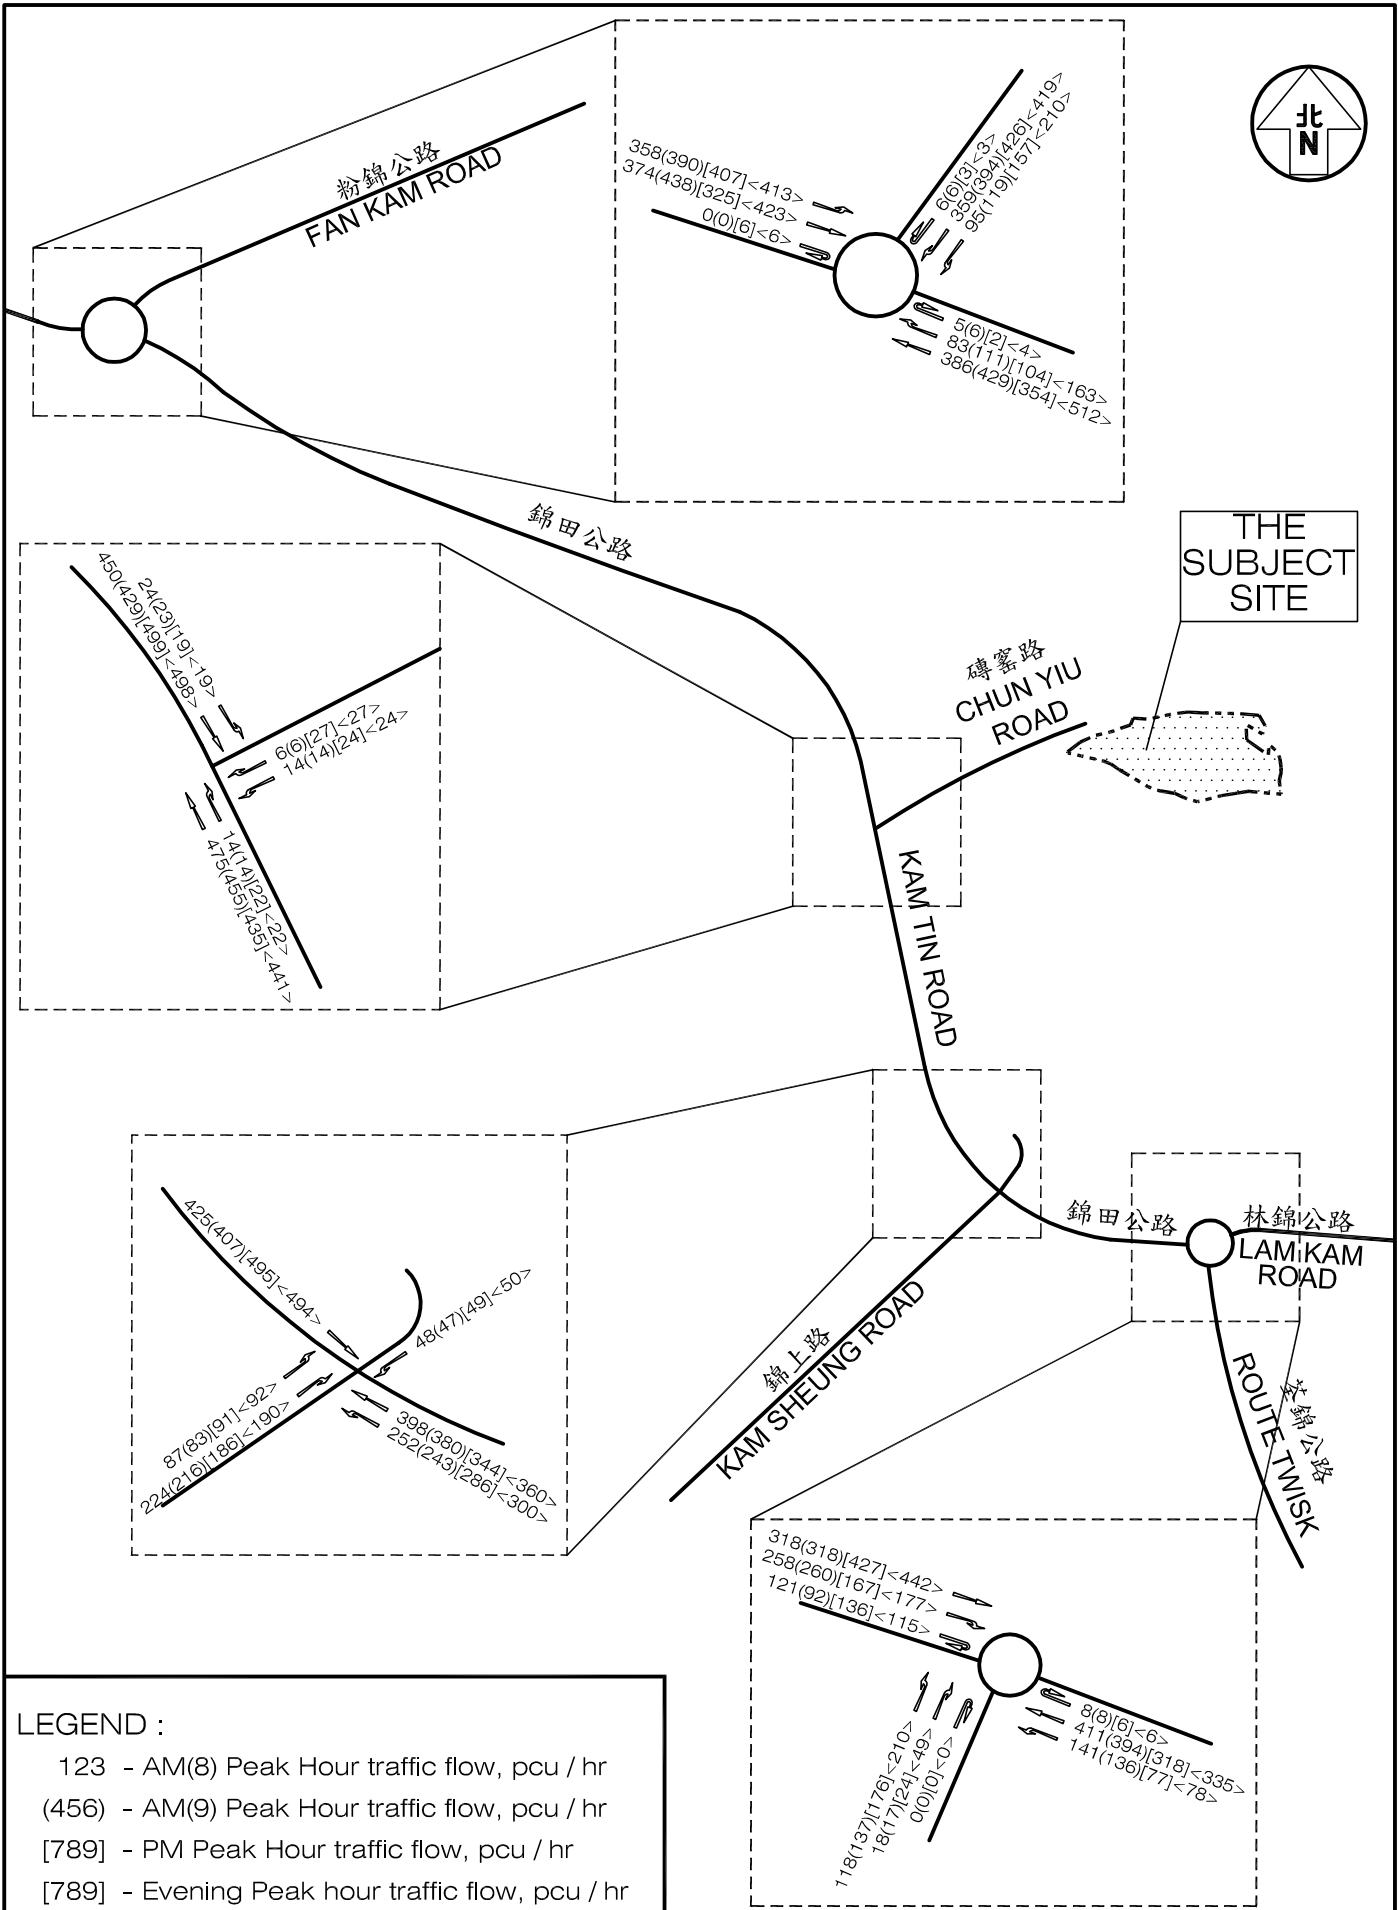 北
N
粉錦公路
FAN KAM ROAD
358(390)[407]<413>
374(438)[325]<423>
0(0)[6]<6>
6(6)[3]<3>
359(394)[426]<419>
95(119)[157]<210>
5(6)[2]<4>
83(111)[104]<163>
386(429)[354]<512>
錦田公路
THE
SUBJECT
SITE
24(23)[19]<19>
450(429)[499]<498>
6(6)[27]<27>
14(14)[24]<24>
14(14)[22]<22>
475(455)[435]<441>
磚窰路
CHUN YIU
ROAD
KAM TIN ROAD
425(407)[495]<494>
48(47)[49]<50>
87(83)[91]<92>
224(216)[186]<190>
398(380)[344]<360>
252(243)[286]<300>
錦上路
KAM SHEUNG ROAD
錦田公路
林錦公路
LAM KAM
ROAD
荃錦公路
ROUTE TWISK
318(318)[427]<442>
258(260)[167]<177>
121(92)[136]<115>
118(137)[176]<210>
18(17)[24]<49>
0(0)[0]<0>
8(8)[6]<6>
411(394)[318]<335>
141(136)[77]<78>
LEGEND :
123 - AM(8) Peak Hour traffic flow, pcu / hr
(456) - AM(9) Peak Hour traffic flow, pcu / hr
[789] - PM Peak Hour traffic flow, pcu / hr
[789] - Evening Peak hour traffic flow, pcu / hr